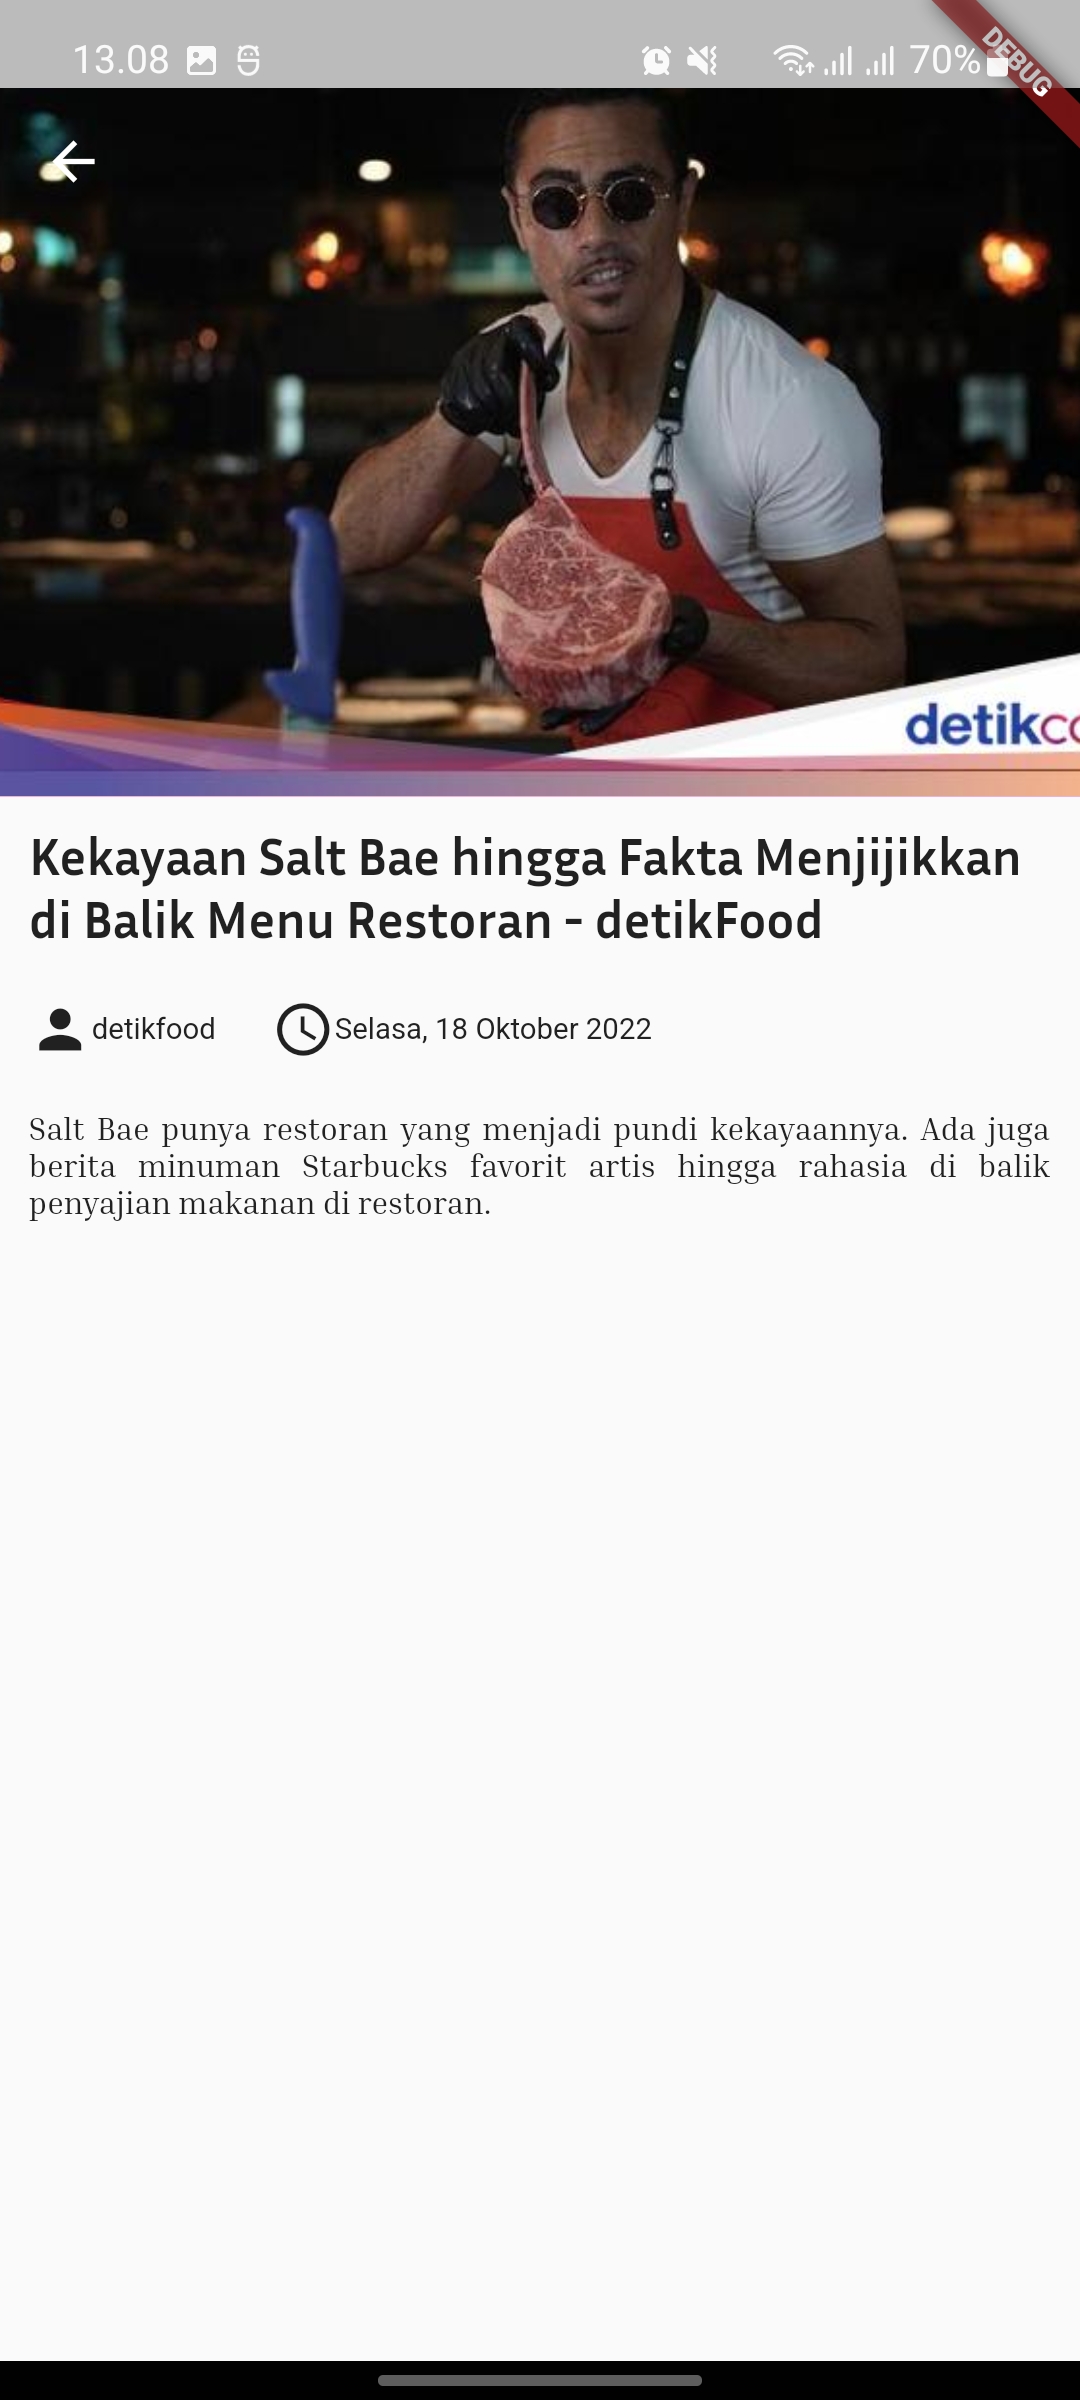 13.08
70%
DEBUG
detikco
Kekayaan Salt Bae hingga Fakta Menjijikkan
di Balik Menu Restoran - detikFood
detikfood
Selasa, 18 Oktober 2022
Salt Bae punya restoran yang menjadi pundi kekayaannya. Ada juga
berita minuman Starbucks favorit artis hingga rahasia di balik
penyajian makanan di restoran.